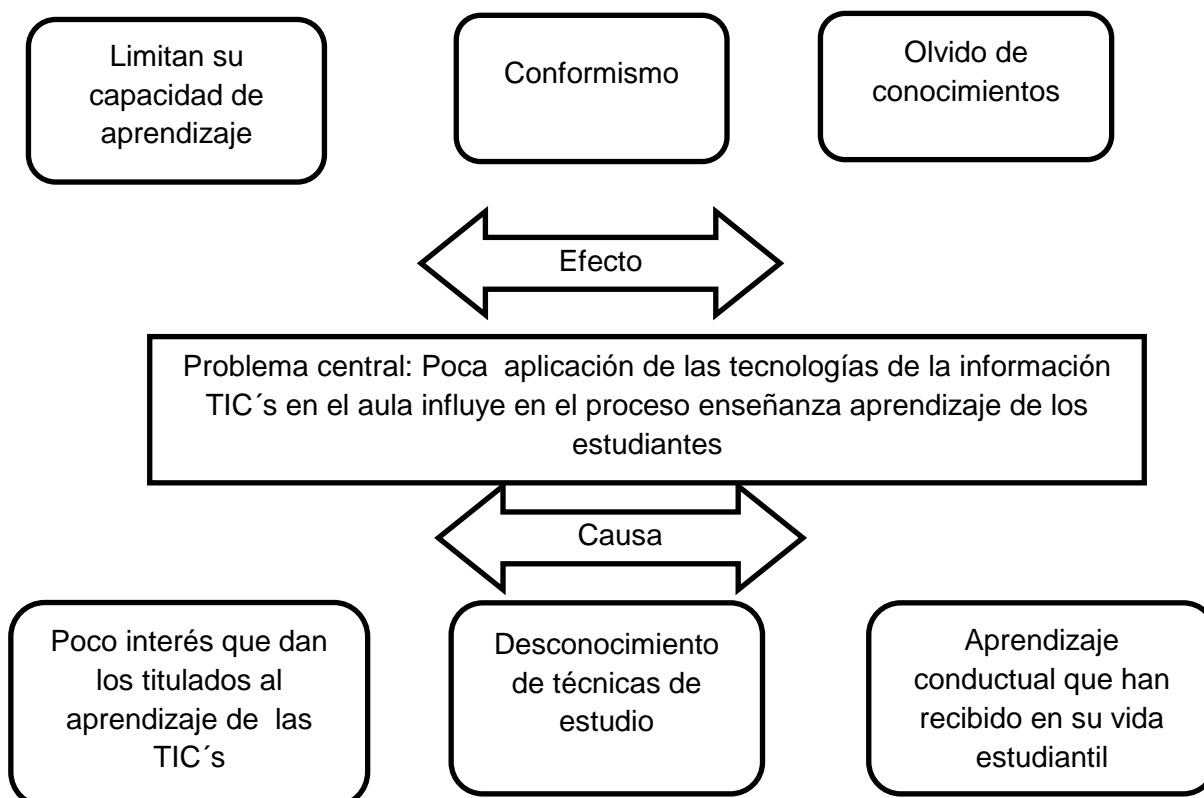 Limitan su
capacidad de
aprendizaje
Conformismo
Olvido de
conocimientos
Efecto
Problema central: Poca  aplicación de las tecnologías de la información
TIC´s en el aula influye en el proceso enseñanza aprendizaje de los
estudiantes
Causa
Poco interés que dan
los titulados al
aprendizaje de  las
TIC´s
Desconocimiento
de técnicas de
estudio
Aprendizaje
conductual que han
recibido en su vida
estudiantil